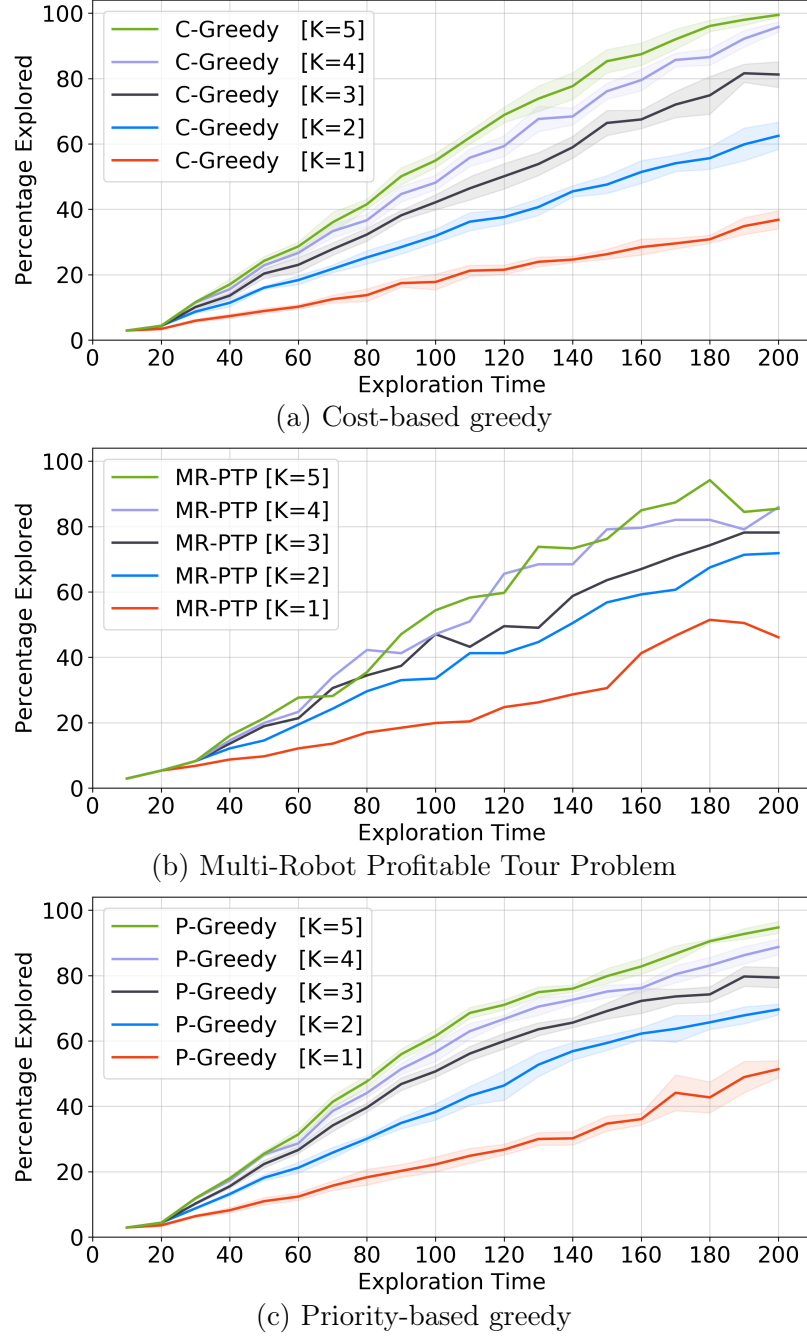 100
80
60
40
20
0
Percentage Explored
C-Greedy [K=5]
C-Greedy [K=4]
C-Greedy [K=3]
C-Greedy [K=2]
C-Greedy [K=1]
0 20 40 60 80 100 120 140 160 180 200
Exploration Time
(a) Cost-based greedy
100
80
60
40
20
0
Percentage Explored
MR-PTP [K=5]
MR-PTP [K=4]
MR-PTP [K=3]
MR-PTP [K=2]
MR-PTP [K=1]
0 20 40 60 80 100 120 140 160 180 200
Exploration Time
(b) Multi-Robot Profitable Tour Problem
100
80
60
40
20
0
Percentage Explored
P-Greedy [K=5]
P-Greedy [K=4]
P-Greedy [K=3]
P-Greedy [K=2]
P-Greedy [K=1]
0 20 40 60 80 100 120 140 160 180 200
Exploration Time
(c) Priority-based greedy